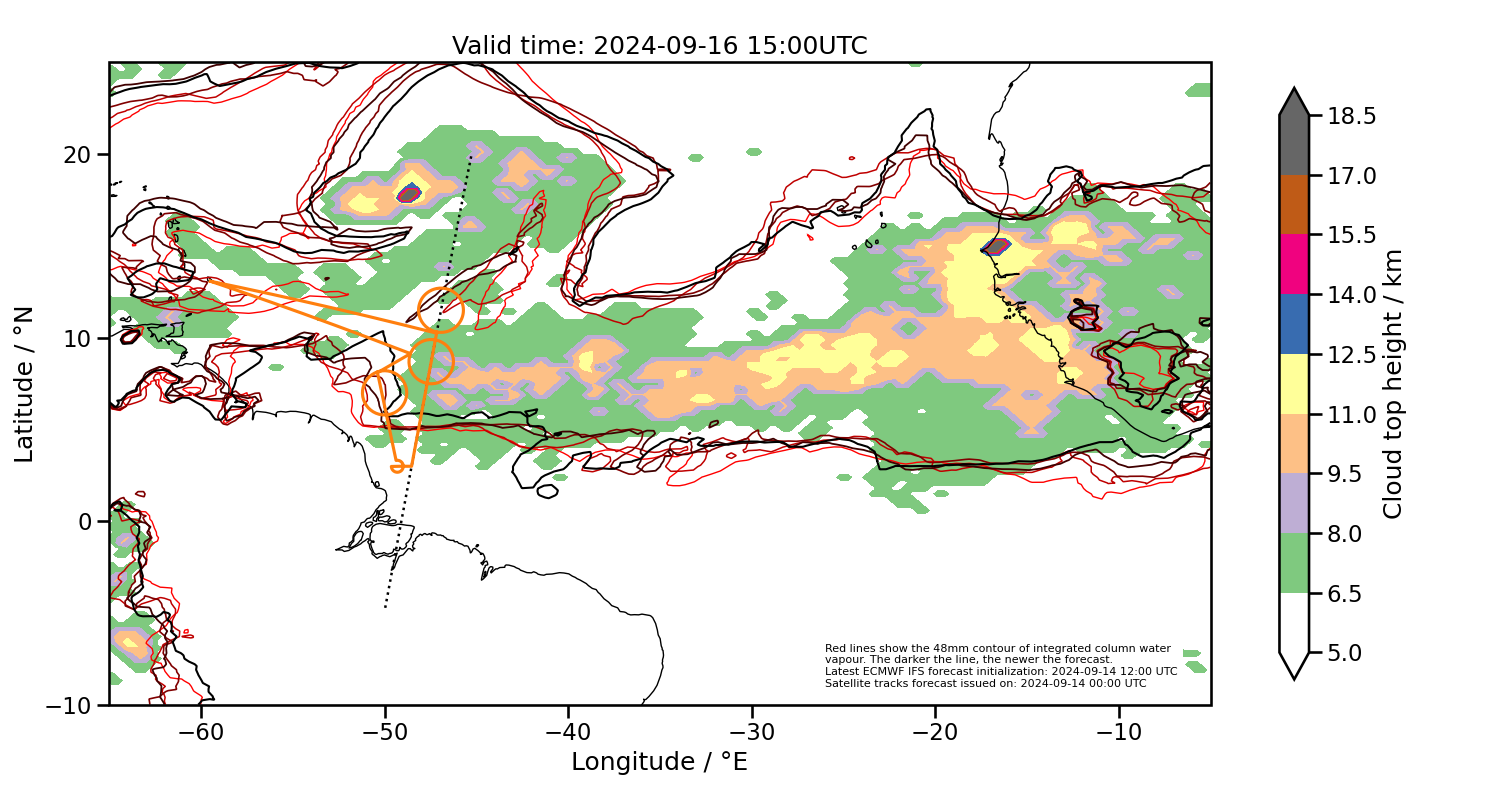 Valid time: 2024-09-16 15:00UTC
20
10
0
−10
−60
−50
−40
−30
−20
−10
Latitude / °N
Longitude / °E
Red lines show the 48mm contour of integrated column water
vapour. The darker the line, the newer the forecast.
Latest ECMWF IFS forecast initialization: 2024-09-14 12:00 UTC
Satellite tracks forecast issued on: 2024-09-14 00:00 UTC
18.5
17.0
15.5
14.0
12.5
11.0
9.5
8.0
6.5
5.0
Cloud top height / km